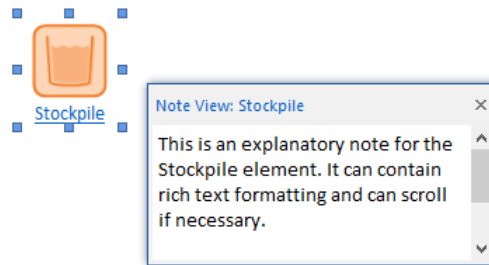 Stockpile
Note View: Stockpile
This is an explanatory note for the
Stockpile element. It can contain
rich text formatting and can scroll
if necessary.